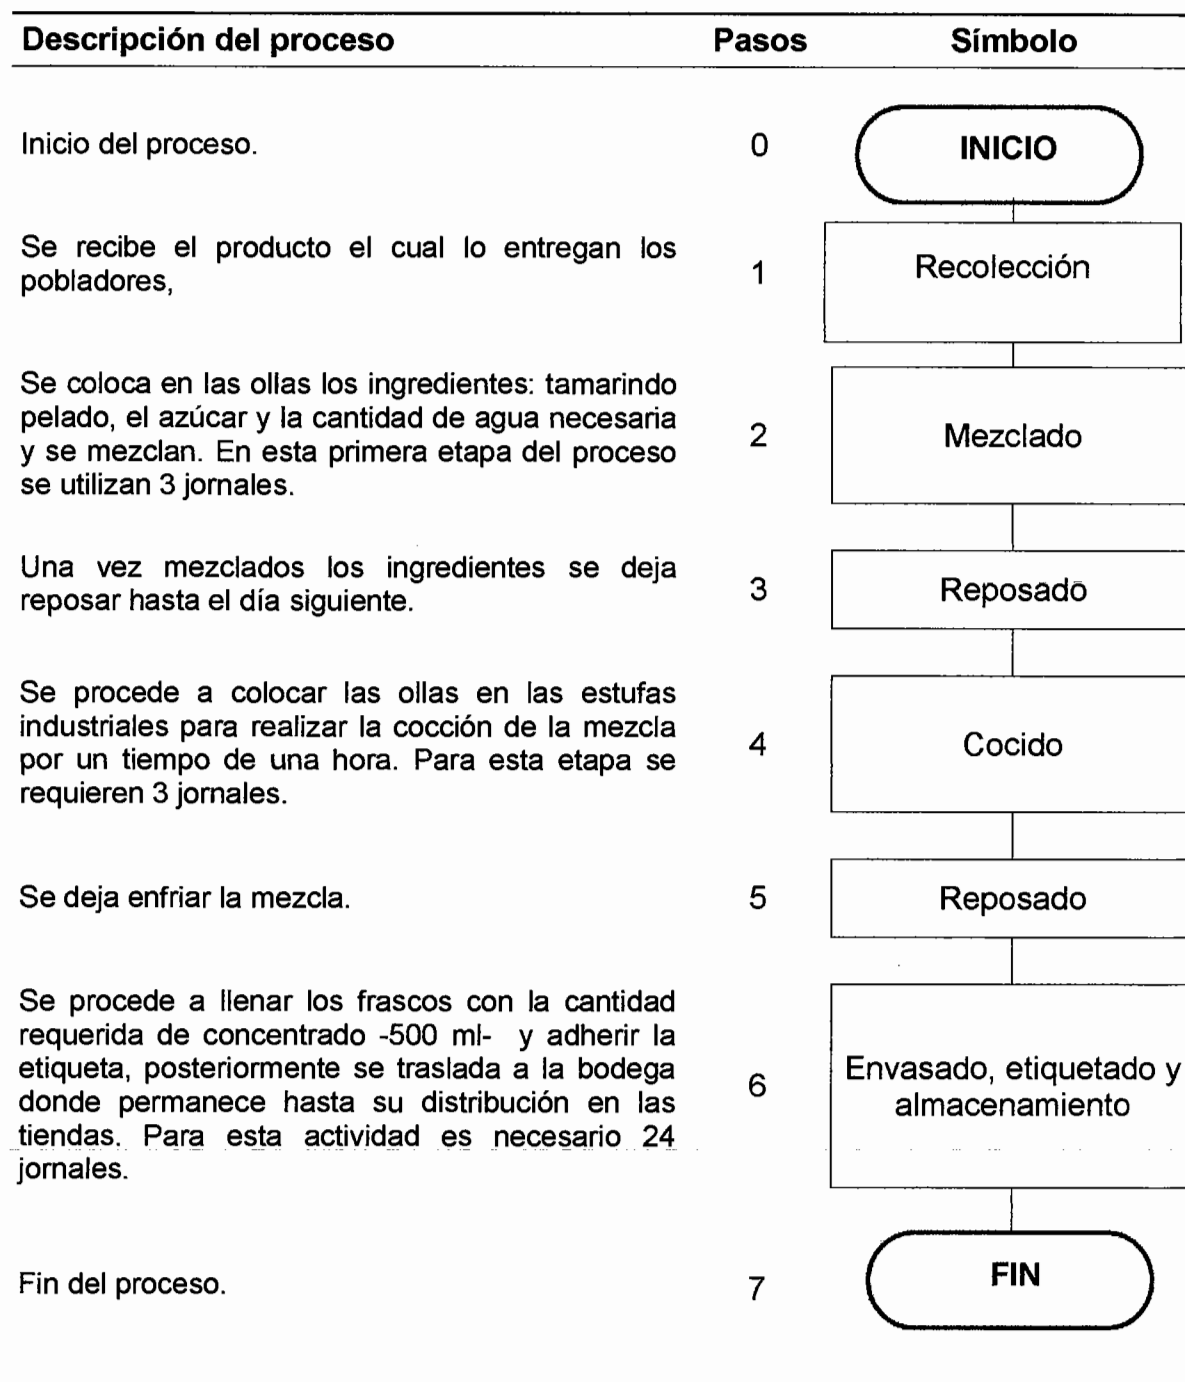 Descripción del proceso Pasos Símbolo
Inicio del proceso. 0 INICIO
Se recibe el producto el cual lo entregan los
pobladores,
1 Recolección
Se coloca en las ollas los ingredientes: tamarindo
pelado, el azúcar y la cantidad de agua necesaria
y se mezclan. En esta primera etapa del proceso
se utilizan 3 jornales.
2 Mezclado
Una vez mezclados los ingredientes se deja
reposar hasta el día siguiente.
3 Reposado
Se procede a colocar las ollas en las estufas
industriales para realizar la cocción de la mezcla
por un tiempo de una hora. Para esta etapa se
requieren 3 jornales.
4 Cocido
Se deja enfriar la mezcla. 5 Reposado
Se procede a llenar los frascos con la cantidad
requerida de concentrado -500 ml- y adherir la
etiqueta, posteriormente se traslada a la bodega
donde permanece hasta su distribución en las
tiendas. Para esta actividad es necesario 24
jornales.
6 Envasado, etiquetado y
almacenamiento
Fin del proceso. 7 FIN